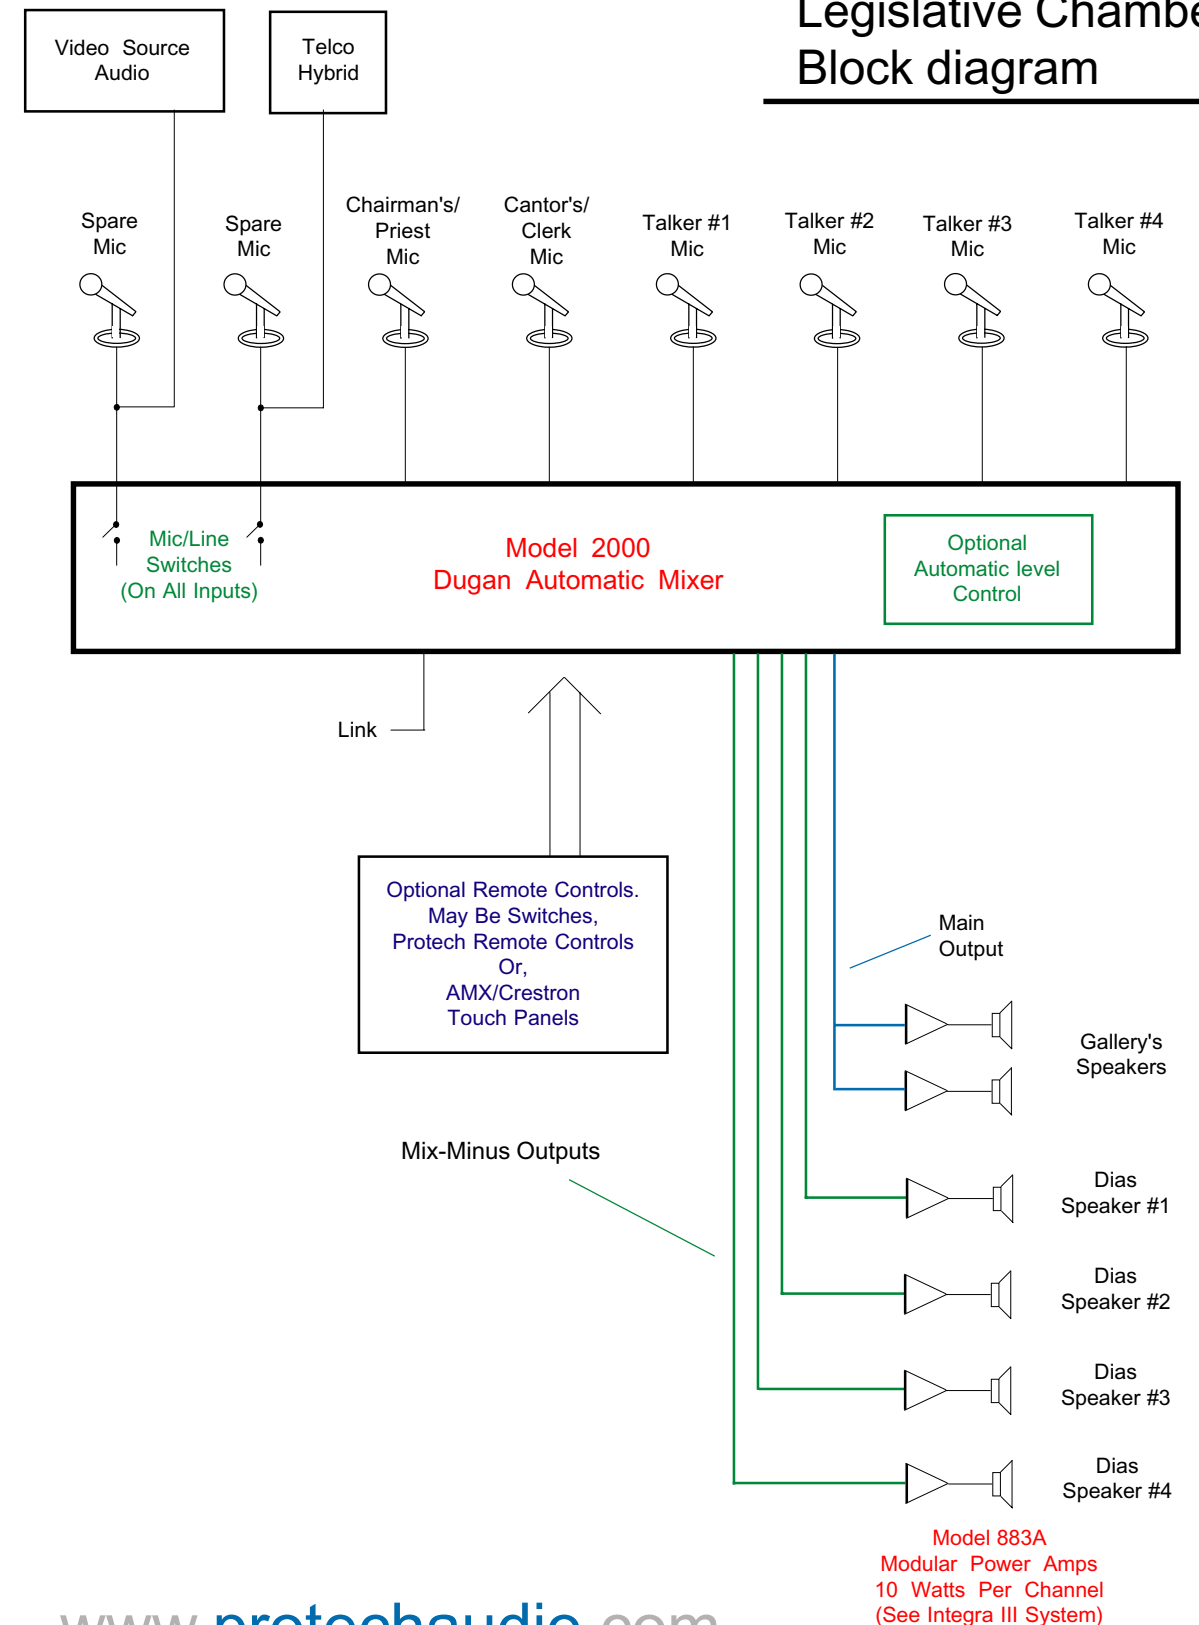 Legislative Chambe
Block diagram
Video Source
Audio
Telco
Hybrid
Spare
Mic
Spare
Mic
Chairman's/
Priest
Mic
Cantor's/
Clerk
Mic
Talker #1
Mic
Talker #2
Mic
Talker #3
Mic
Talker #4
Mic
Mic/Line
Switches
(On All Inputs)
Model 2000
Dugan Automatic Mixer
Optional
Automatic level
Control
Link
Optional Remote Controls.
May Be Switches,
Protech Remote Controls
Or,
AMX/Crestron
Touch Panels
Main
Output
Gallery's
Speakers
Mix-Minus Outputs
Dias
Speaker #1
Dias
Speaker #2
Dias
Speaker #3
Dias
Speaker #4
Model 883A
Modular Power Amps
10 Watts Per Channel
(See Integra III System)
www.protechaudio.com